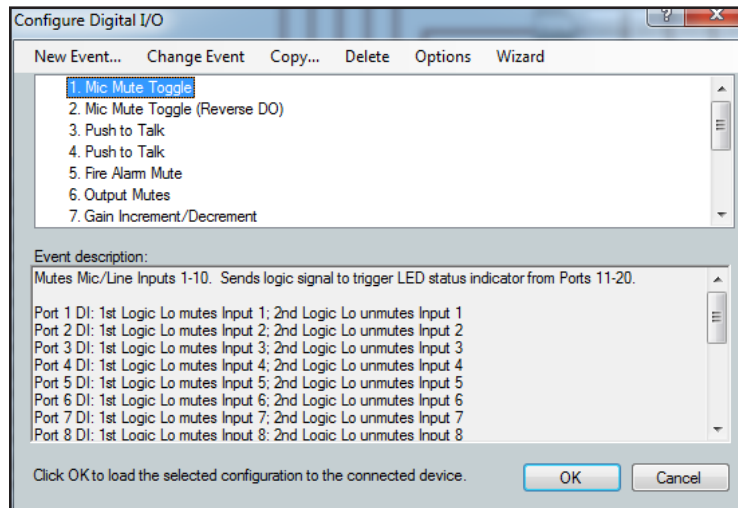 Configure Digital I/O
New Event... Change Event Copy... Delete Options Wizard
1. Mic Mute Toggle
2. Mic Mute Toggle (Reverse DO)
3. Push to Talk
4. Push to Talk
5. Fire Alarm Mute
6. Output Mutes
7. Gain Increment/Decrement
Event description:
Mutes Mic/Line Inputs 1-10. Sends logic signal to trigger LED status indicator from Ports 11-20.
Port 1 DI: 1st Logic Lo mutes Input 1; 2nd Logic Lo unmutes Input 1
Port 2 DI: 1st Logic Lo mutes Input 2; 2nd Logic Lo unmutes Input 2
Port 3 DI: 1st Logic Lo mutes Input 3; 2nd Logic Lo unmutes Input 3
Port 4 DI: 1st Logic Lo mutes Input 4; 2nd Logic Lo unmutes Input 4
Port 5 DI: 1st Logic Lo mutes Input 5; 2nd Logic Lo unmutes Input 5
Port 6 DI: 1st Logic Lo mutes Input 6; 2nd Logic Lo unmutes Input 6
Port 7 DI: 1st Logic Lo mutes Input 7; 2nd Logic Lo unmutes Input 7
Port 8 DI: 1st Logic Lo mutes Input 8; 2nd Logic Lo unmutes Input 8
Click OK to load the selected configuration to the connected device.
OK Cancel